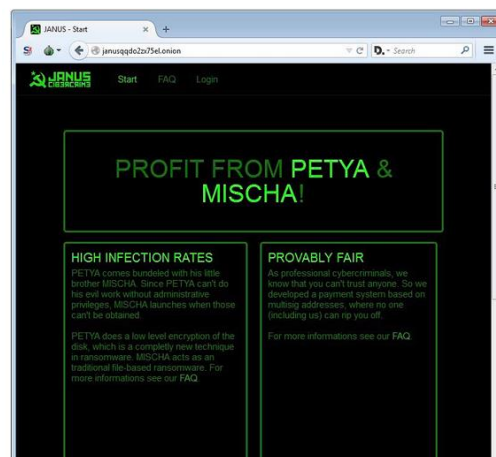 JANUS - Start
janusqqdo2zx75el.onion
Search
JANUS
CYBERCRIME
Start FAQ Login
PROFIT FROM PETYA &
MISCHA!
HIGH INFECTION RATES
PETYA comes bundeled with his little
brother MISCHA. Since PETYA can't do
his evil work without administrative
privileges, MISCHA launches when those
can't be obtained.
PETYA does a low level encryption of the
disk, which is a completly new technique
in ransomware. MISCHA acts as an
traditional file-based ransomware. For
more informations see our FAQ
PROVABLY FAIR
As professional cybercriminals, we
know that you can't trust anyone. So we
developed a payment system based on
multisig addresses, where no one
(including us) can rip you off.
For more informations see our FAQ.